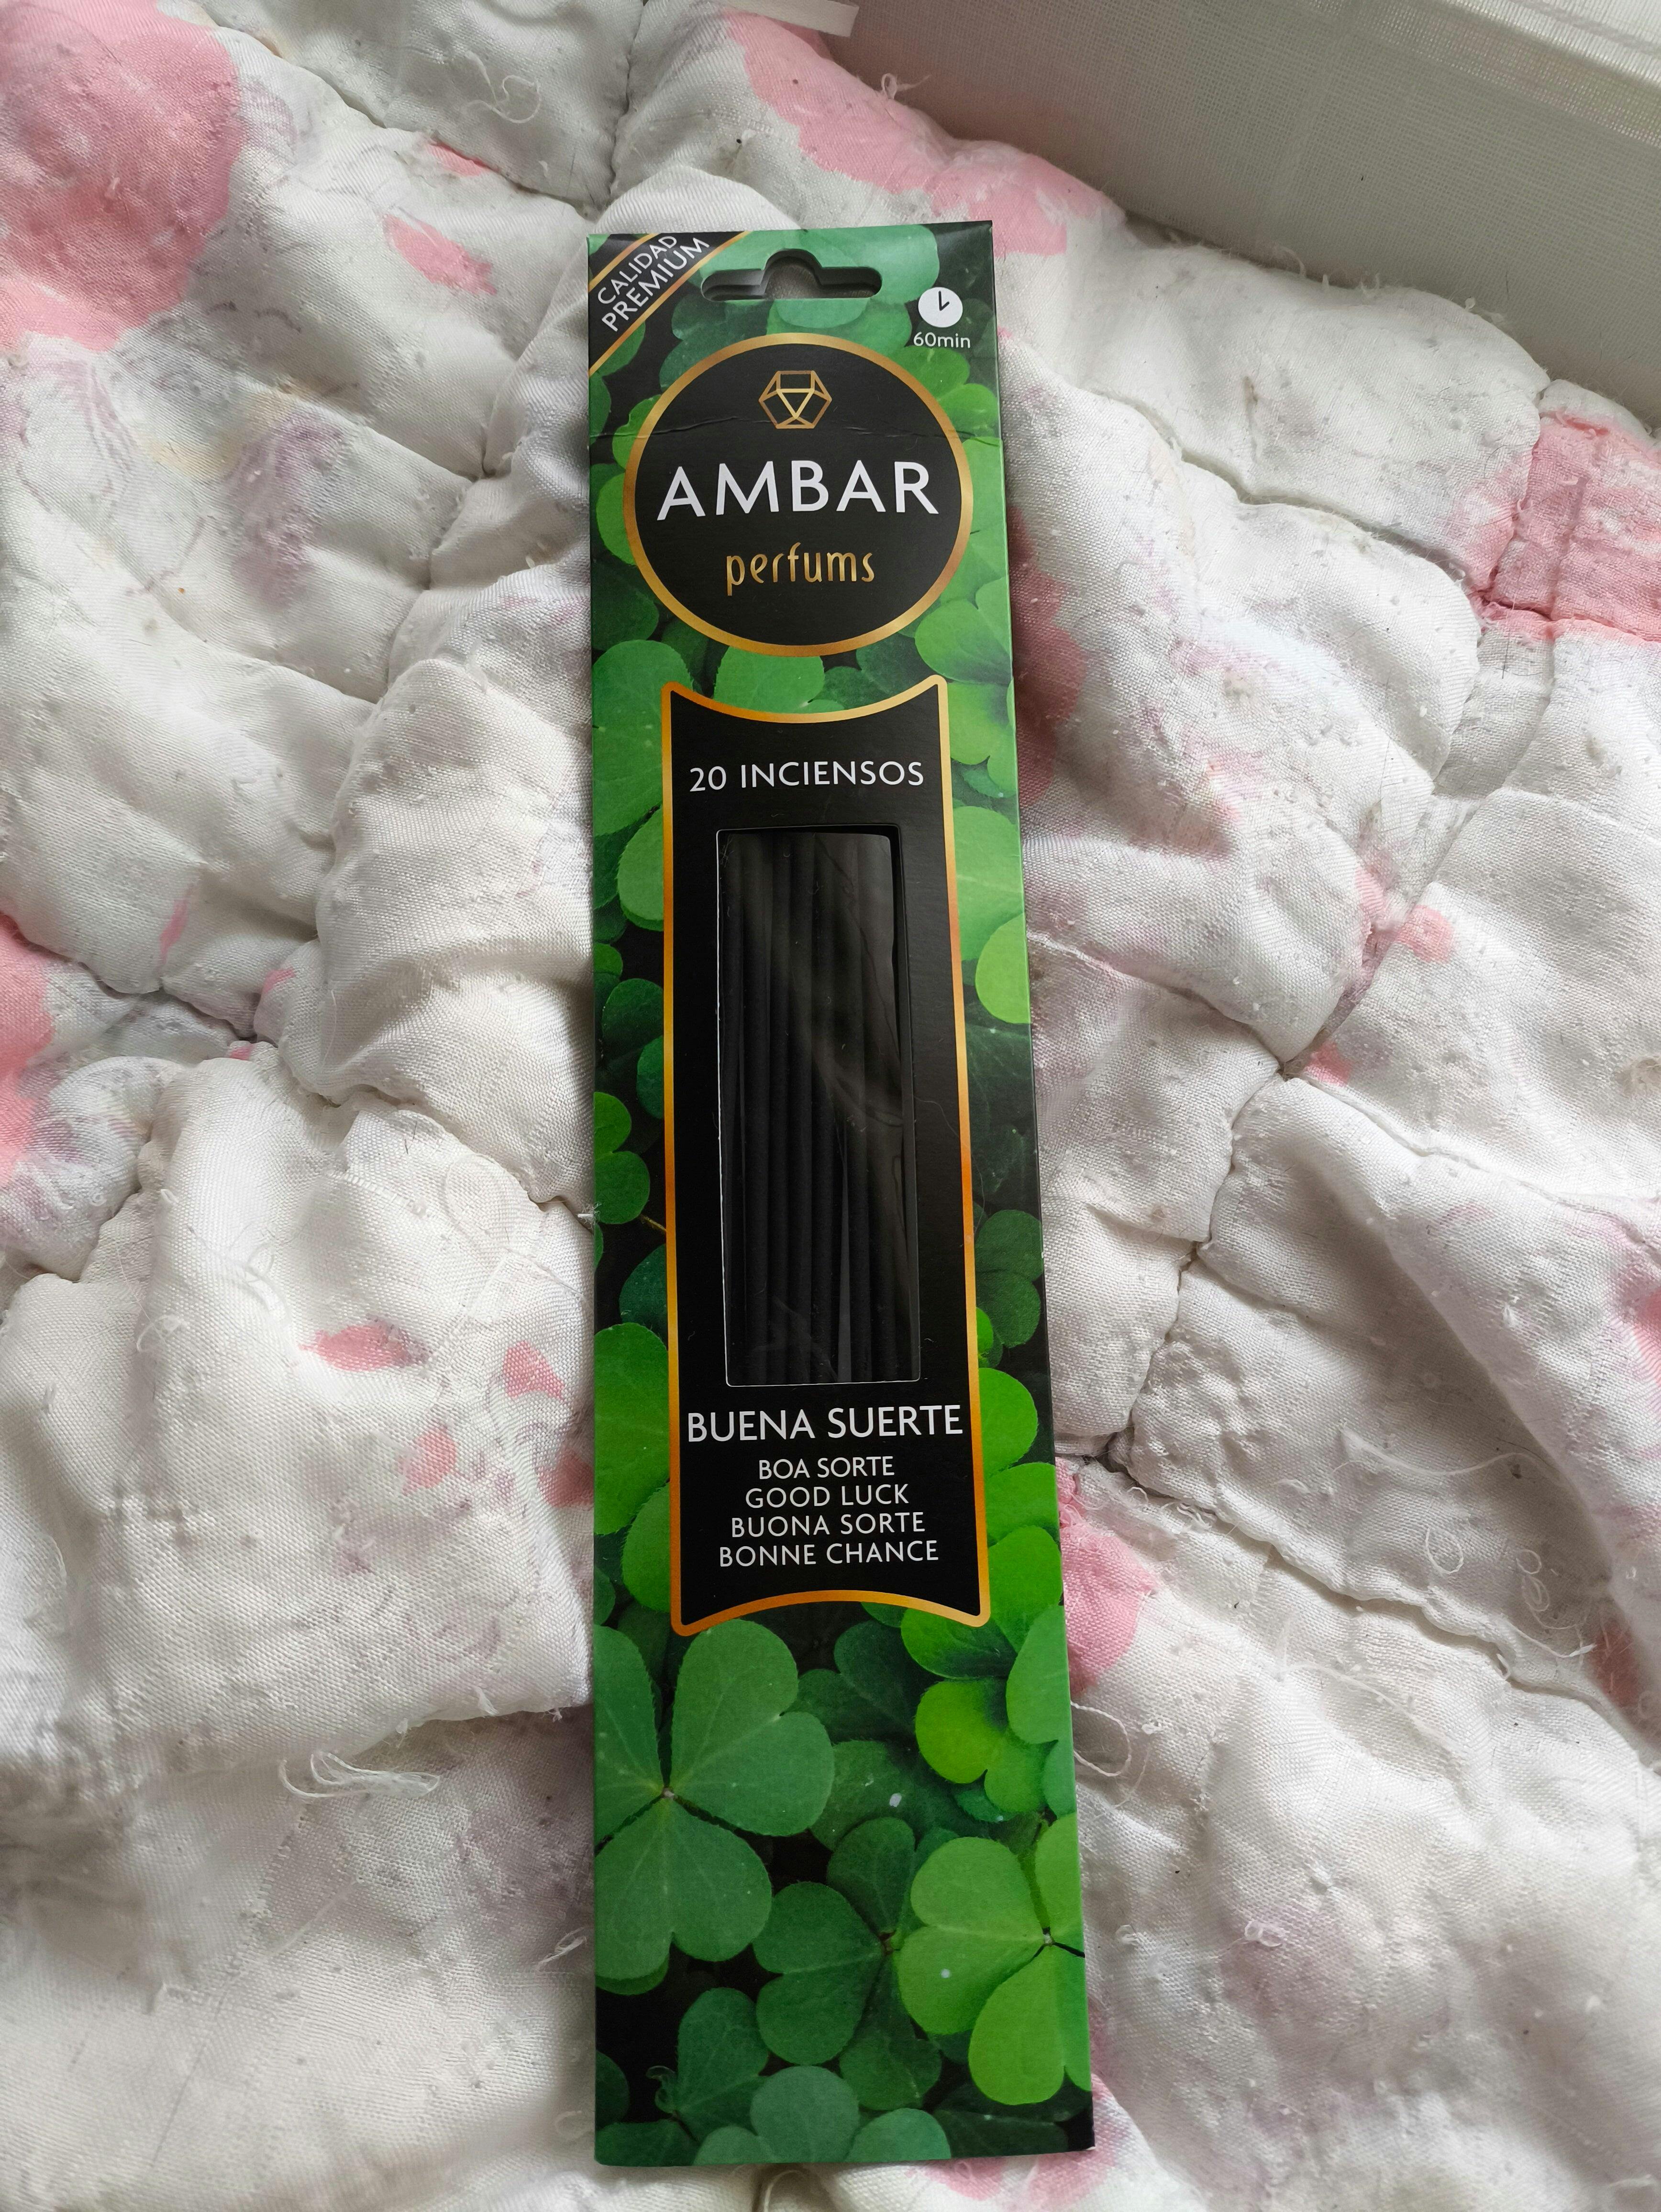 CALIDAD
PREMIUM
60min
AMBAR
perfums
20 INCIENSOS
BUENA SUERTE
BOA SORTE
GOOD LUCK
BUONA SORTE
BONNE CHANCE